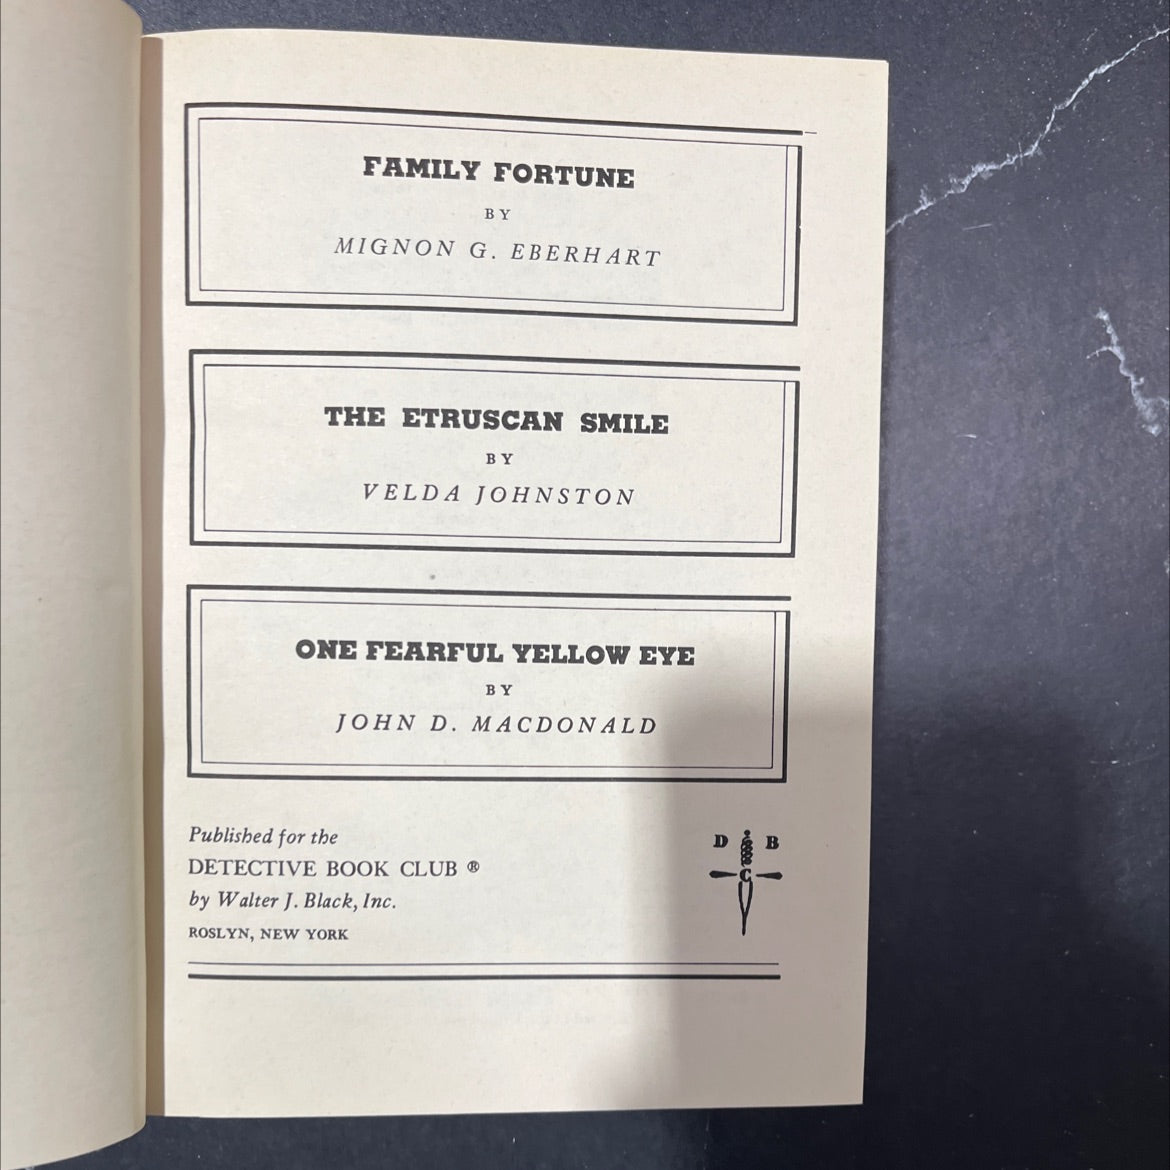 FAMILY FORTUNE
BY
MIGNON G. EBERHART
THE ETRUSCAN SMILE
BY
VELDA JOHNSTON
ONE FEARFUL YELLOW EYE
BY
JOHN D. MACDONALD
Published for the
DETECTIVE BOOK CLUB ®
by Walter J. Black, Inc.
ROSLYN, NEW YORK
D B
C